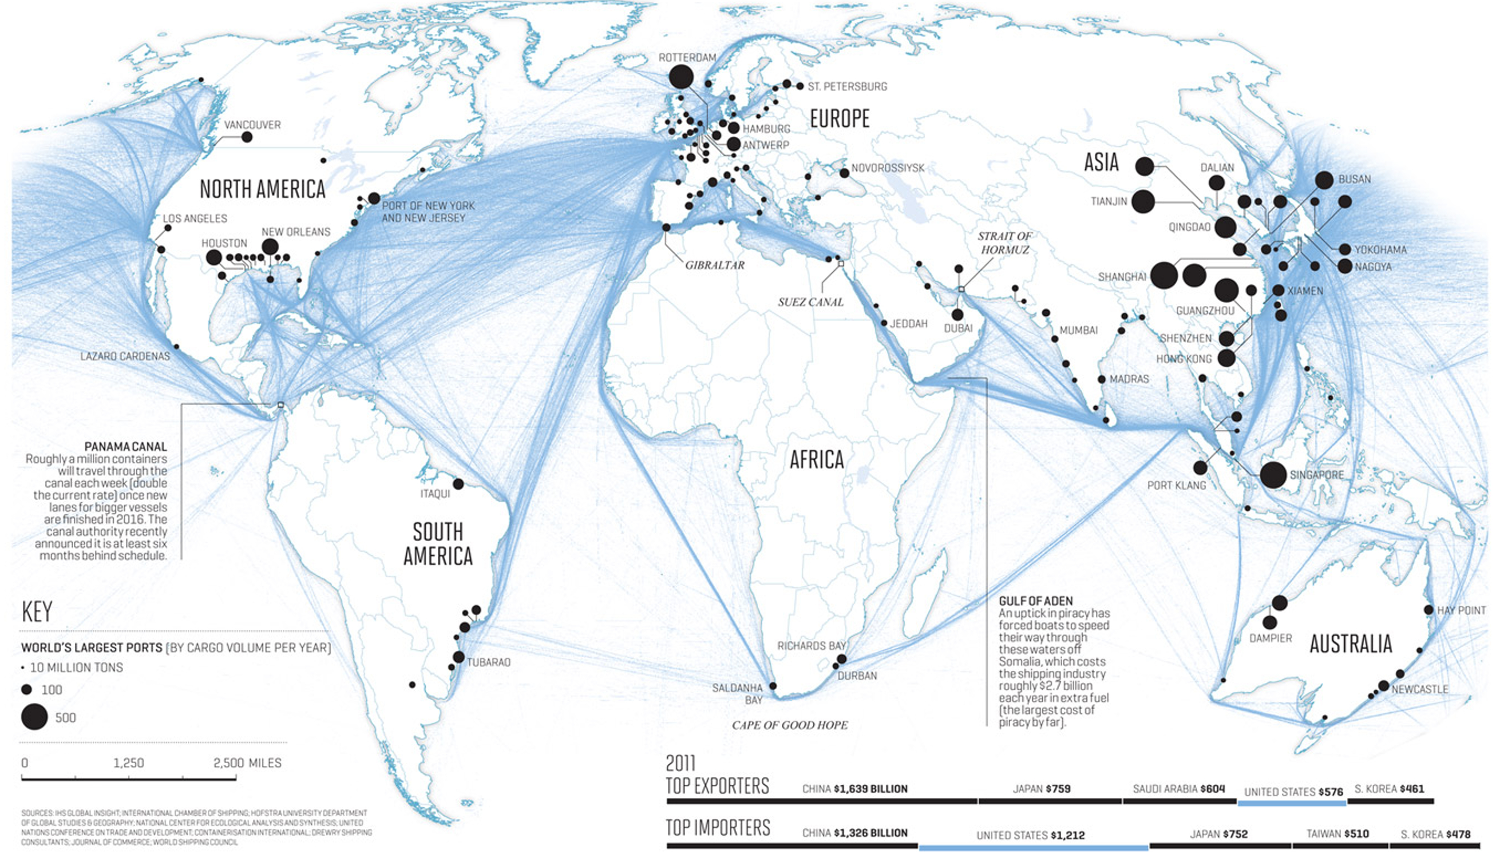 ROTTERDAM
ST. PETERSBURG
EUROPE
HAMBURG
ANTWERP
NOVOROSSIYSK
VANCOUVER
NORTH AMERICA
PORT OF NEW YORK
AND NEW JERSEY
LOS ANGELES
NEW ORLEANS
HOUSTON
LAZARO CARDENAS
GIBRALTAR
SUEZ CANAL
STRAIT OF
HORMUZ
JEDDAH
DUBAI
MUMBAI
MADRAS
ASIA
DALIAN
BUSAN
TIANJIN
QINGDAO
YOKOHAMA
NAGOYA
SHANGHAI
XIAMEN
GUANGZHOU
SHENZHEN
HONG KONG
PORT KLANG
SINGAPORE
PANAMA CANAL
Roughly a million containers
will travel through the
canal each week (double
the current rate) once new
lanes for bigger vessels
are finished in 2016. The
canal authority recently
announced it is at least six
months behind schedule.
ITAQUI
SOUTH
AMERICA
TUBARAO
AFRICA
RICHARDS BAY
DURBAN
SALDANHA
BAY
CAPE OF GOOD HOPE
GULF OF ADEN
An uptick in piracy has
forced boats to speed
their way through
these waters off
Somalia, which costs
the shipping industry
roughly $2.7 billion
each year in extra fuel
(the largest cost of
piracy by far).
DAMPIER
AUSTRALIA
HAY POINT
NEWCASTLE
KEY
WORLD'S LARGEST PORTS (BY CARGO VOLUME PER YEAR)
10 MILLION TONS
100
500
0 1,250 2,500 MILES
SOURCES: IHS GLOBAL INSIGHT; INTERNATIONAL CHAMBER OF SHIPPING; HOFSTRA UNIVERSITY DEPARTMENT
OF GLOBAL STUDIES & GEOGRAPHY; NATIONAL CENTER FOR ECOLOGICAL ANALYSIS AND SYNTHESIS; UNITED
NATIONS CONFERENCE ON TRADE AND DEVELOPMENT; CONTAINERISATION INTERNATIONAL; DREWRY SHIPPING
CONSULTANTS; JOURNAL OF COMMERCE; WORLD SHIPPING COUNCIL
2011
TOP EXPORTERS CHINA $1,639 BILLION JAPAN $759 SAUDI ARABIA $604 UNITED STATES $576 S. KOREA $461
TOP IMPORTERS CHINA $1,326 BILLION UNITED STATES $1,212 JAPAN $752 TAIWAN $510 S. KOREA $478